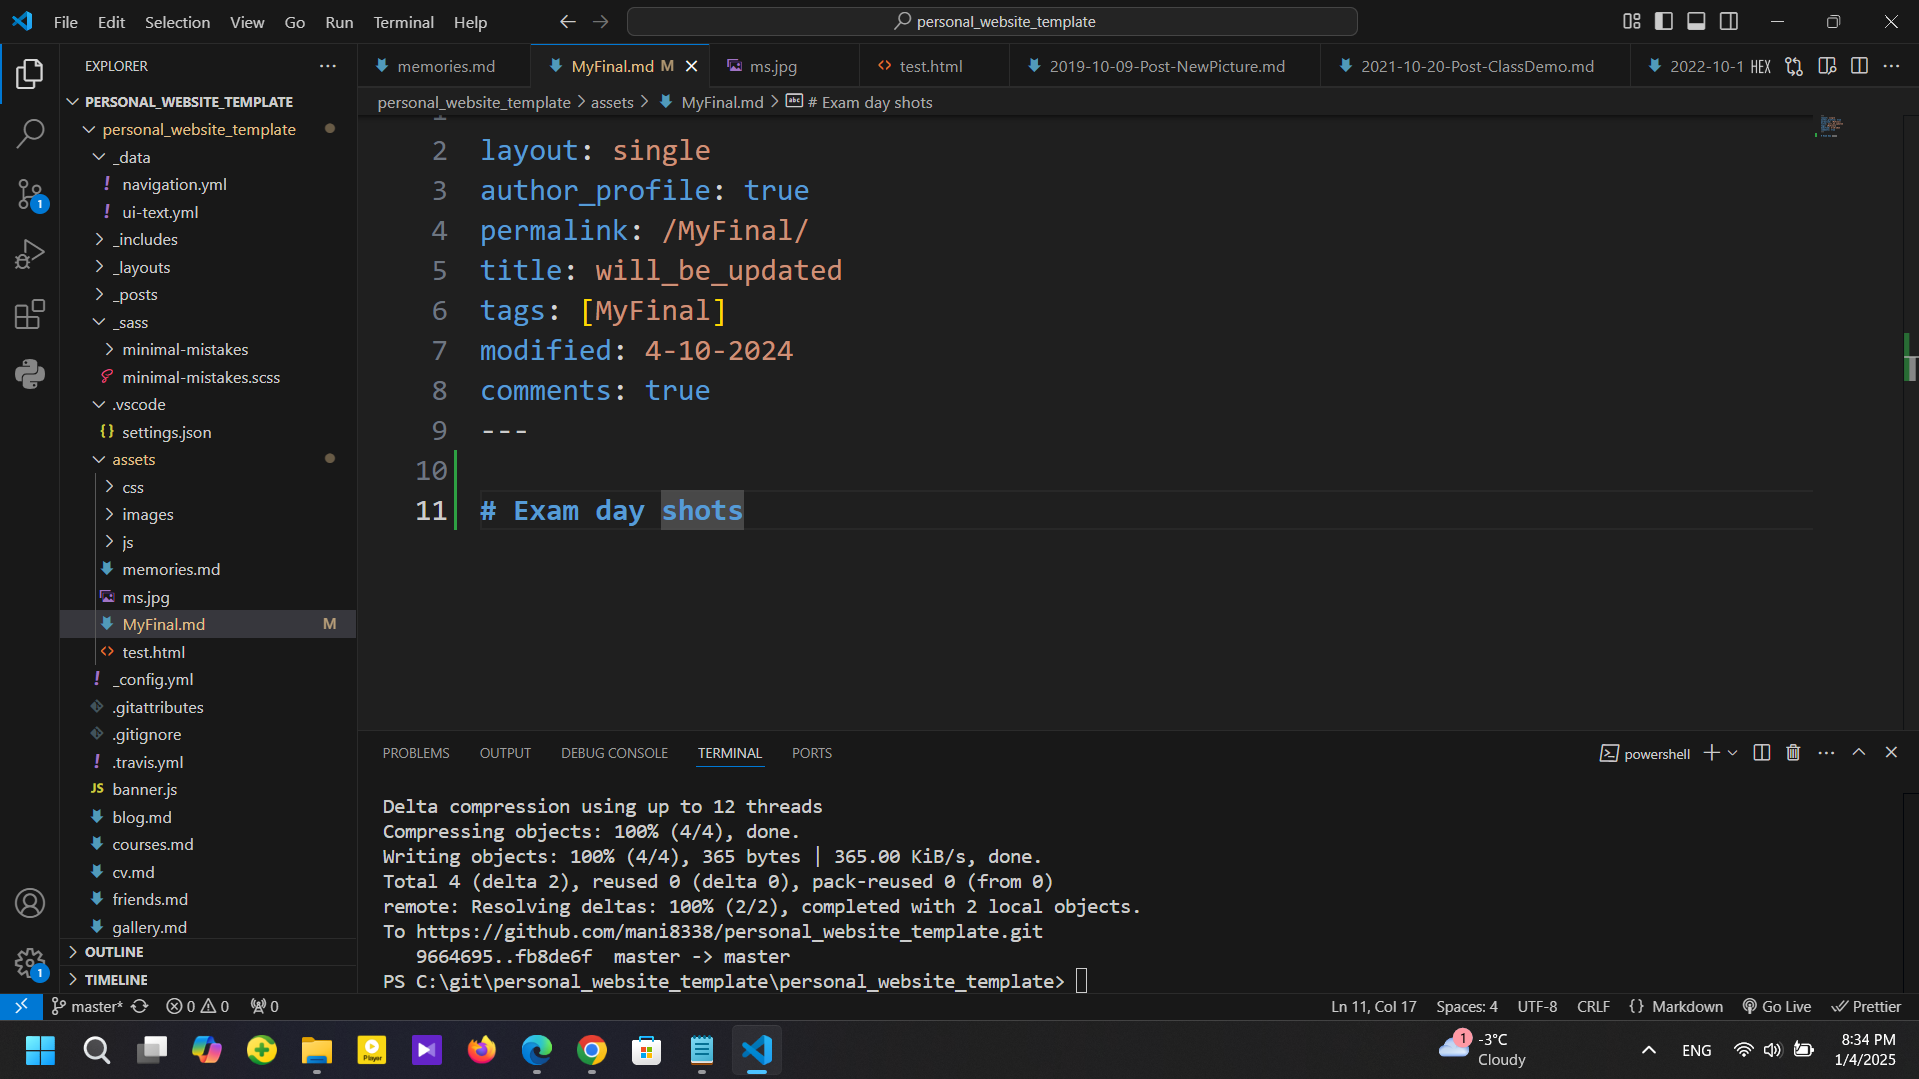 File Edit Selection View Go Run Terminal Help
personal_website_template
EXPLORER
PERSONAL_WEBSITE_TEMPLATE
personal_website_template
_data
navigation.yml
ui-text.yml
_includes
_layouts
_posts
_sass
minimal-mistakes
minimal-mistakes.scss
.vscode
settings.json
assets
css
images
js
memories.md
ms.jpg
MyFinal.md M
test.html
_config.yml
.gitattributes
.gitignore
.travis.yml
banner.js
blog.md
courses.md
cv.md
friends.md
gallery.md
OUTLINE
TIMELINE
memories.md MyFinal.md M ms.jpg test.html 2019-10-09-Post-NewPicture.md 2021-10-20-Post-ClassDemo.md 2022-10-1 HEX
personal_website_template > assets > MyFinal.md > # Exam day shots
1
2 layout: single
3 author_profile: true
4 permalink: /MyFinal/
5 title: will_be_updated
6 tags: [MyFinal]
7 modified: 4-10-2024
8 comments: true
9 ---
10
11 # Exam day shots
PROBLEMS OUTPUT DEBUG CONSOLE TERMINAL PORTS
powershell
Delta compression using up to 12 threads
Compressing objects: 100% (4/4), done.
Writing objects: 100% (4/4), 365 bytes | 365.00 KiB/s, done.
Total 4 (delta 2), reused 0 (delta 0), pack-reused 0 (from 0)
remote: Resolving deltas: 100% (2/2), completed with 2 local objects.
To https://github.com/mani8338/personal_website_template.git
9664695..fb8de6f master -> master
PS C:\git\personal_website_template\personal_website_template>
master* 0 0 0
Ln 11, Col 17 Spaces: 4 UTF-8 CRLF {} Markdown Go Live Prettier
1
1
JS
Player
1
-3°C
Cloudy
ENG
8:34 PM
1/4/2025